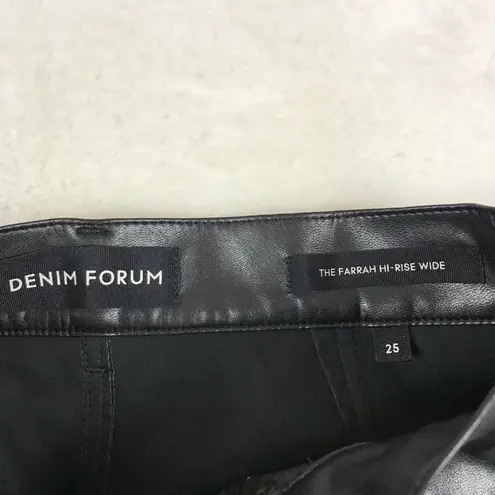 DENIM FORUM
THE FARRAH HI-RISE WIDE
25